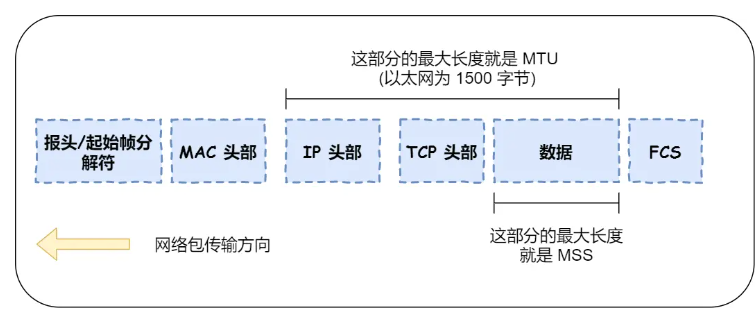 这部分的最大长度就是 MTU
(以太网为 1500 字节)
报头/起始帧分
解符
MAC 头部
IP 头部
TCP 头部
数据
FCS
网络包传输方向
这部分的最大长度
就是 MSS